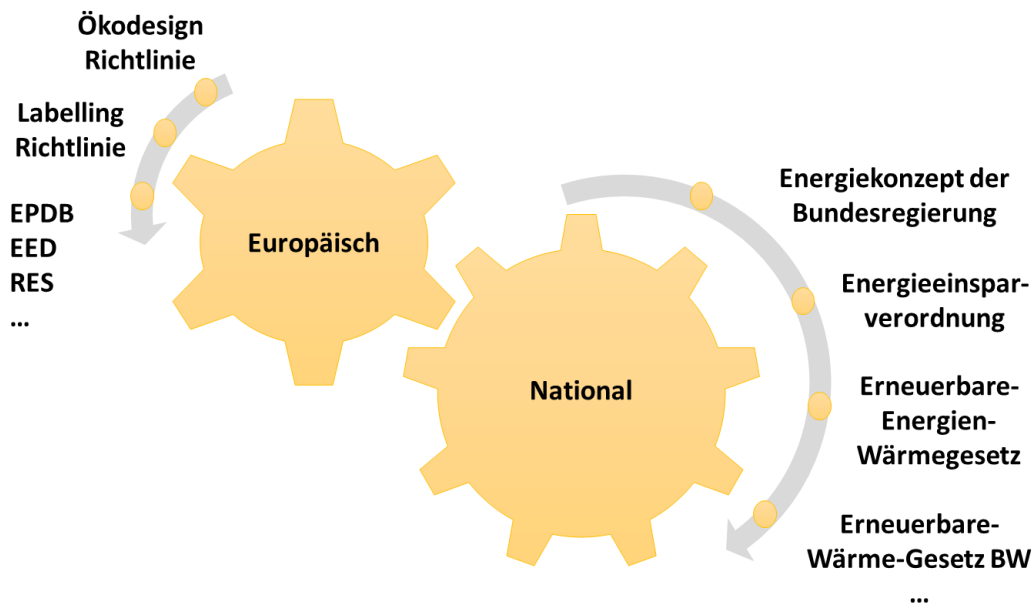 Ökodesign
Richtlinie
Labelling
Richtlinie
EPDB
EED
RES
...
Europäisch
National
Energiekonzept der
Bundesregierung
Energieeinspar-
verordnung
Erneuerbare-
Energien-
Wärmegesetz
Erneuerbare-
Wärme-Gesetz BW
...